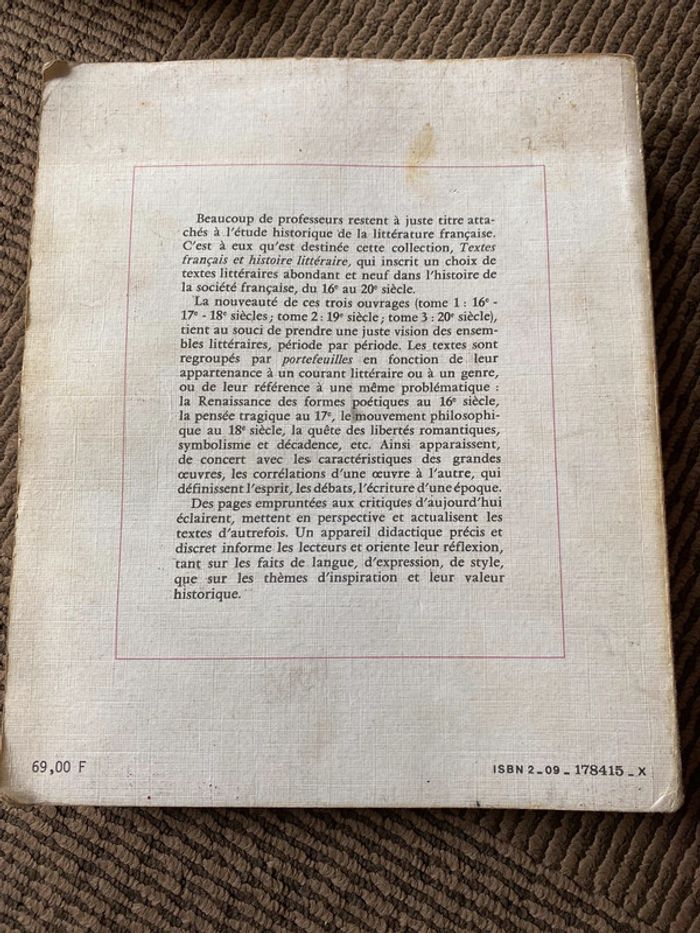 Beaucoup de professeurs restent à juste titre atta-
chés à l'étude historique de la littérature française.
C'est à eux qu'est destinée cette collection, Textes
français et histoire littéraire, qui inscrit un choix de
textes littéraires abondant et neuf dans l'histoire de
la société française, du 16e au 20e siècle.
La nouveauté de ces trois ouvrages (tome 1 : 16e -
17e - 18e siècles ; tome 2 : 19e siècle ; tome 3 : 20e siècle),
tient au souci de prendre une juste vision des ensem-
bles littéraires, période par période. Les textes sont
regroupés par portefeuilles en fonction de leur
appartenance à un courant littéraire ou à un genre,
ou de leur référence à une même problématique :
la Renaissance des formes poétiques au 16e siècle,
la pensée tragique au 17e, le mouvement philosophi-
que au 18e siècle, la quête des libertés romantiques,
symbolisme et décadence, etc. Ainsi apparaissent,
de concert avec les caractéristiques des grandes
œuvres, les corrélations d'une œuvre à l'autre, qui
définissent l'esprit, les débats, l'écriture d'une époque.
Des pages empruntées aux critiques d'aujourd'hui
éclairent, mettent en perspective et actualisent les
textes d'autrefois. Un appareil didactique précis et
discret informe les lecteurs et oriente leur réflexion,
tant sur les faits de langue, d'expression, de style,
que sur les thèmes d'inspiration et leur valeur
historique.
69,00 F
ISBN 2_09_178415_X